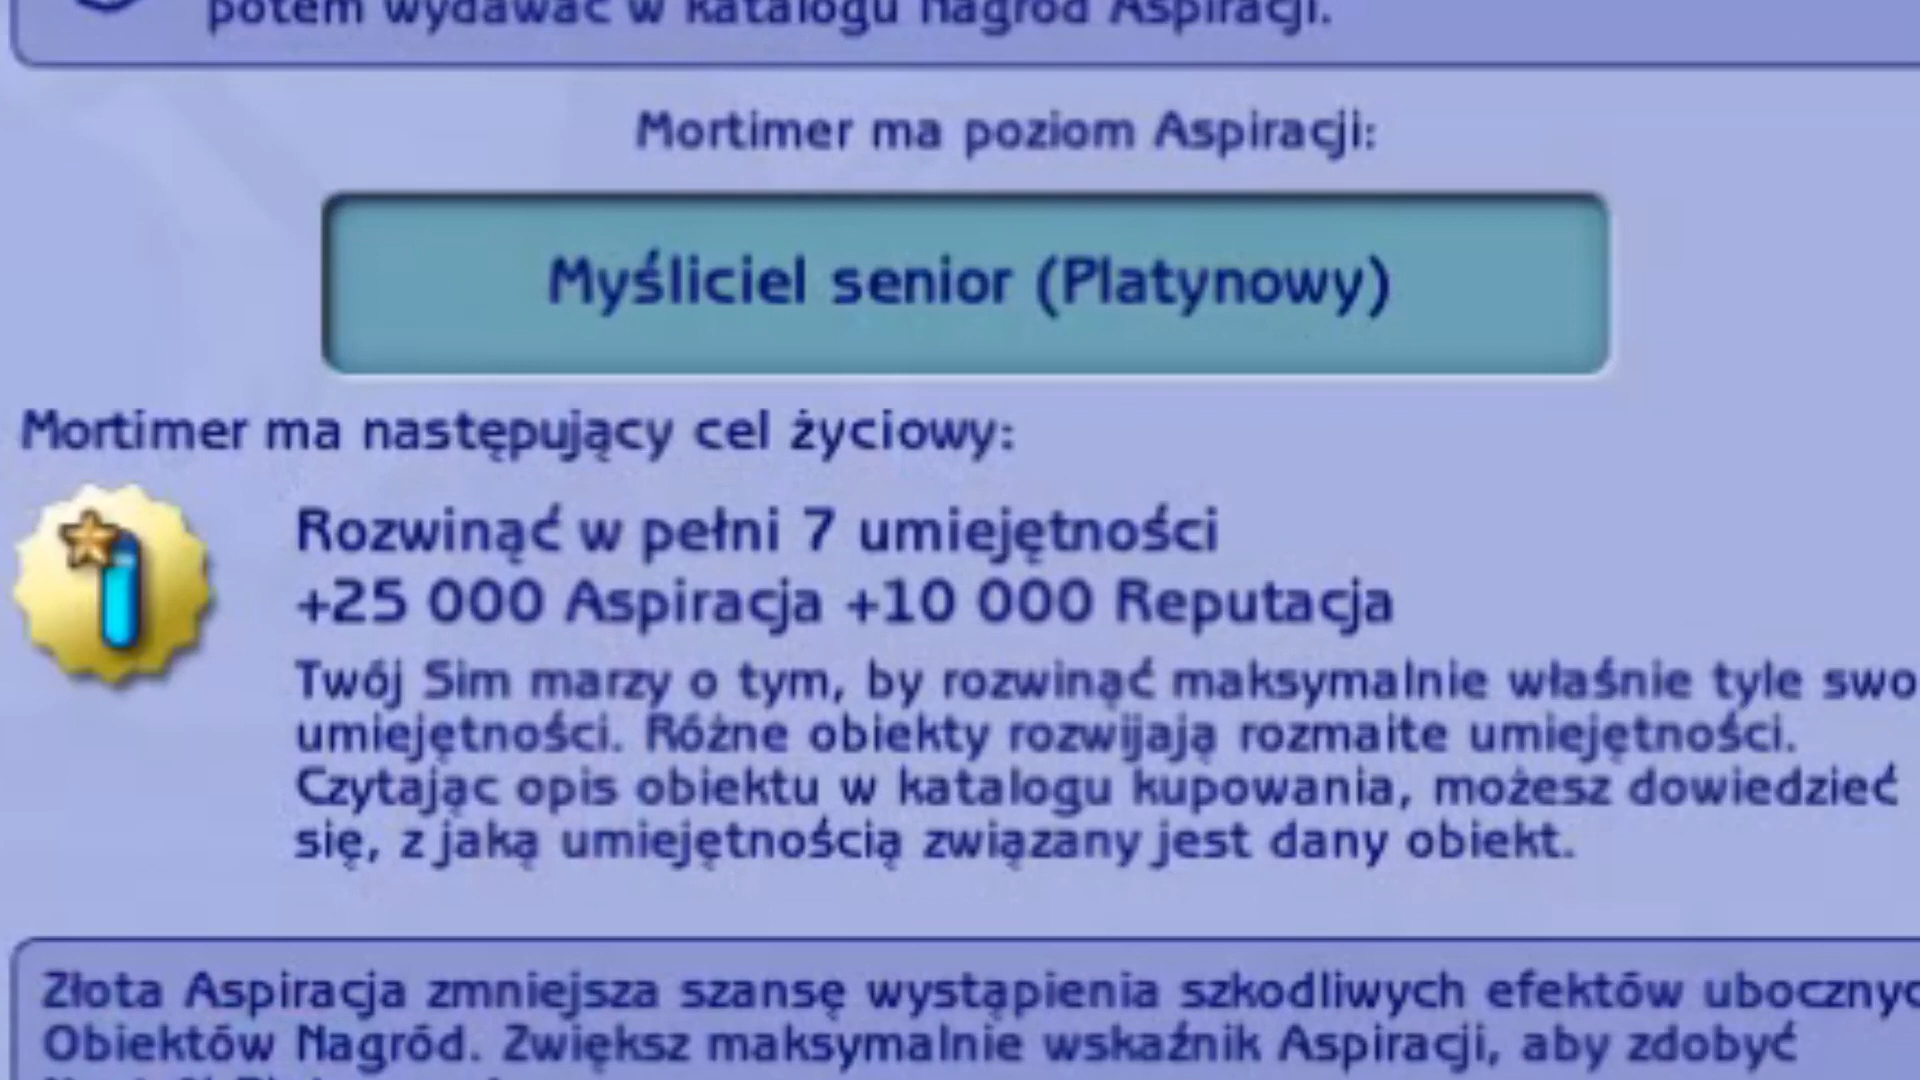 potem wydawać w katalogu Nagród Aspiracji.
Mortimer ma poziom Aspiracji:
Myśliciel senior (Platynowy)
Mortimer ma następujący cel życiowy:
Rozwinąć w pełni 7 umiejętności
+25 000 Aspiracja +10 000 Reputacja
Twój Sim marzy o tym, by rozwinąć maksymalnie właśnie tyle swo
umiejętności. Różne obiekty rozwijają rozmaite umiejętności.
Czytając opis obiektu w katalogu kupowania, możesz dowiedzieć
się, z jaką umiejętnością związany jest dany obiekt.
Złota Aspiracja zmniejsza szansę wystąpienia szkodliwych efektów ubocznyc
Obiektów Nagród. Zwiększ maksymalnie wskaźnik Aspiracji, aby zdobyć